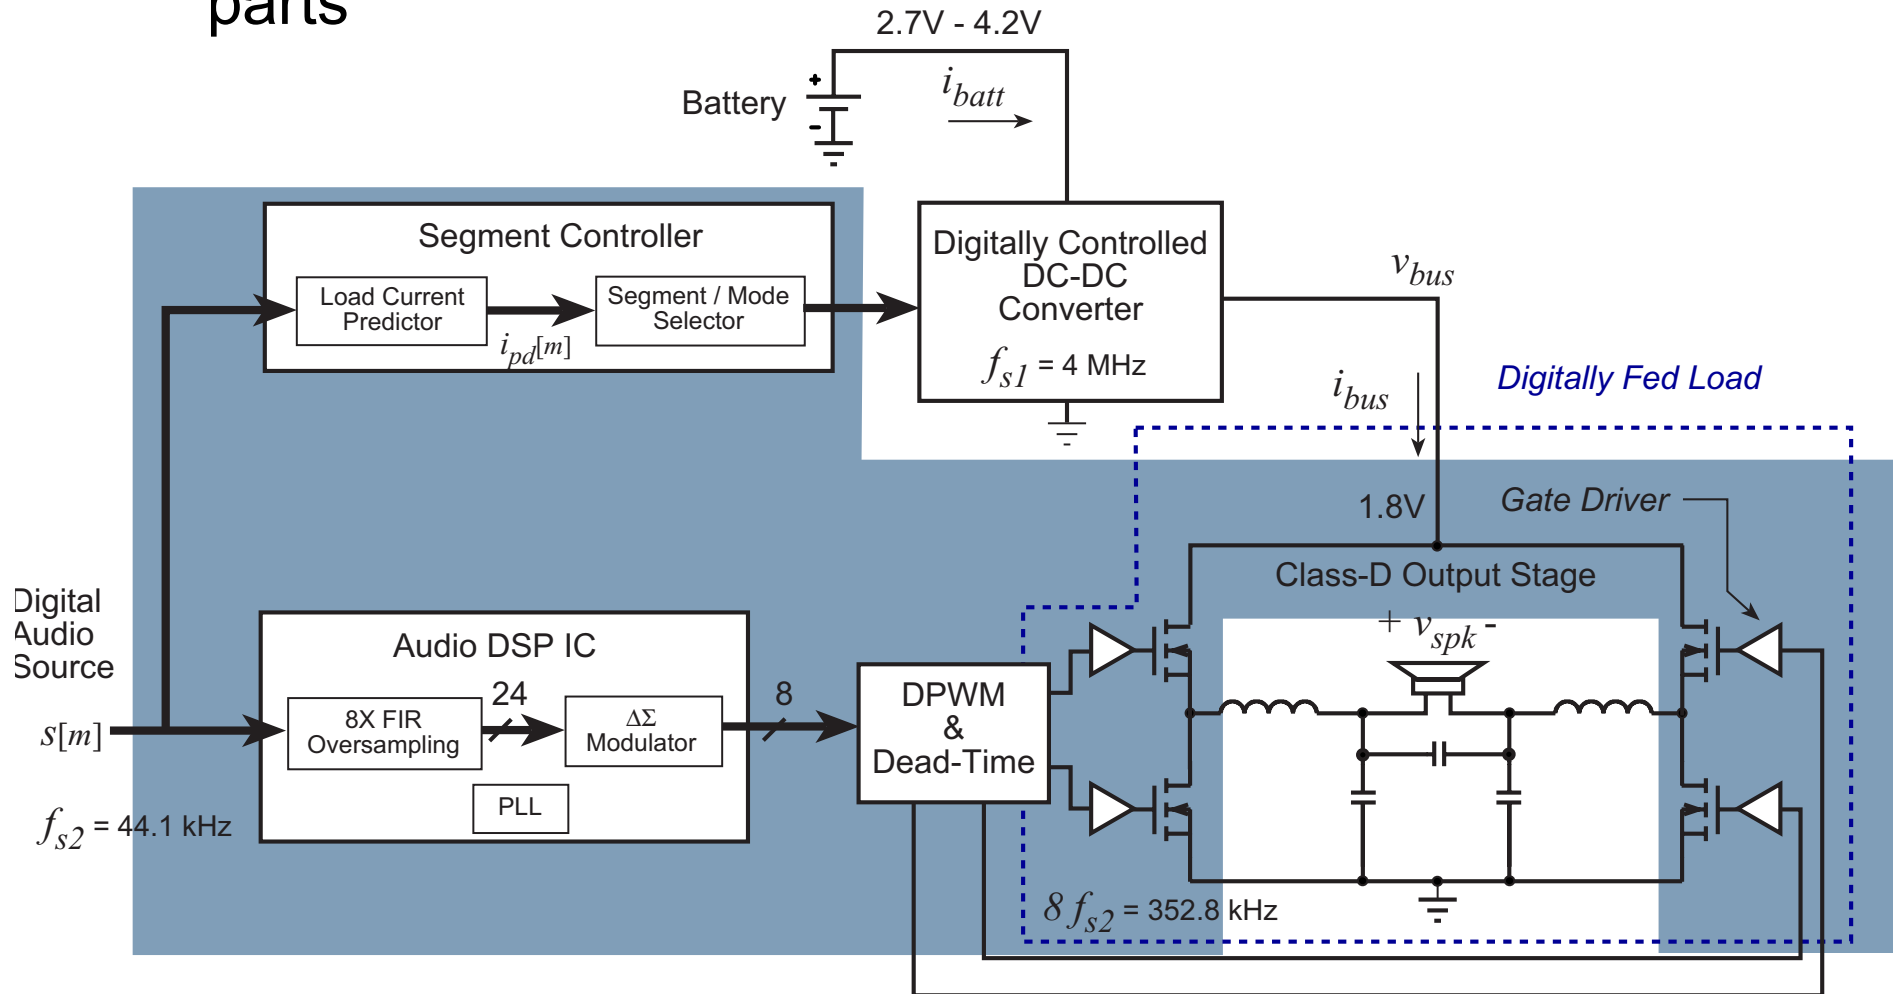 parts
2.7V - 4.2V
+
Battery
-
i_batt
Segment Controller
Load Current
Predictor
i_pd[m]
Segment / Mode
Selector
Digitally Controlled
DC-DC
Converter
f_s1 = 4 MHz
v_bus
i_bus
Digitally Fed Load
1.8V
Gate Driver
Class-D Output Stage
+ v_spk -
Digital
Audio
Source
s[m]
f_s2 = 44.1 kHz
Audio DSP IC
8X FIR
Oversampling
24
ΔΣ
Modulator
PLL
8
DPWM
&
Dead-Time
8 f_s2 = 352.8 kHz